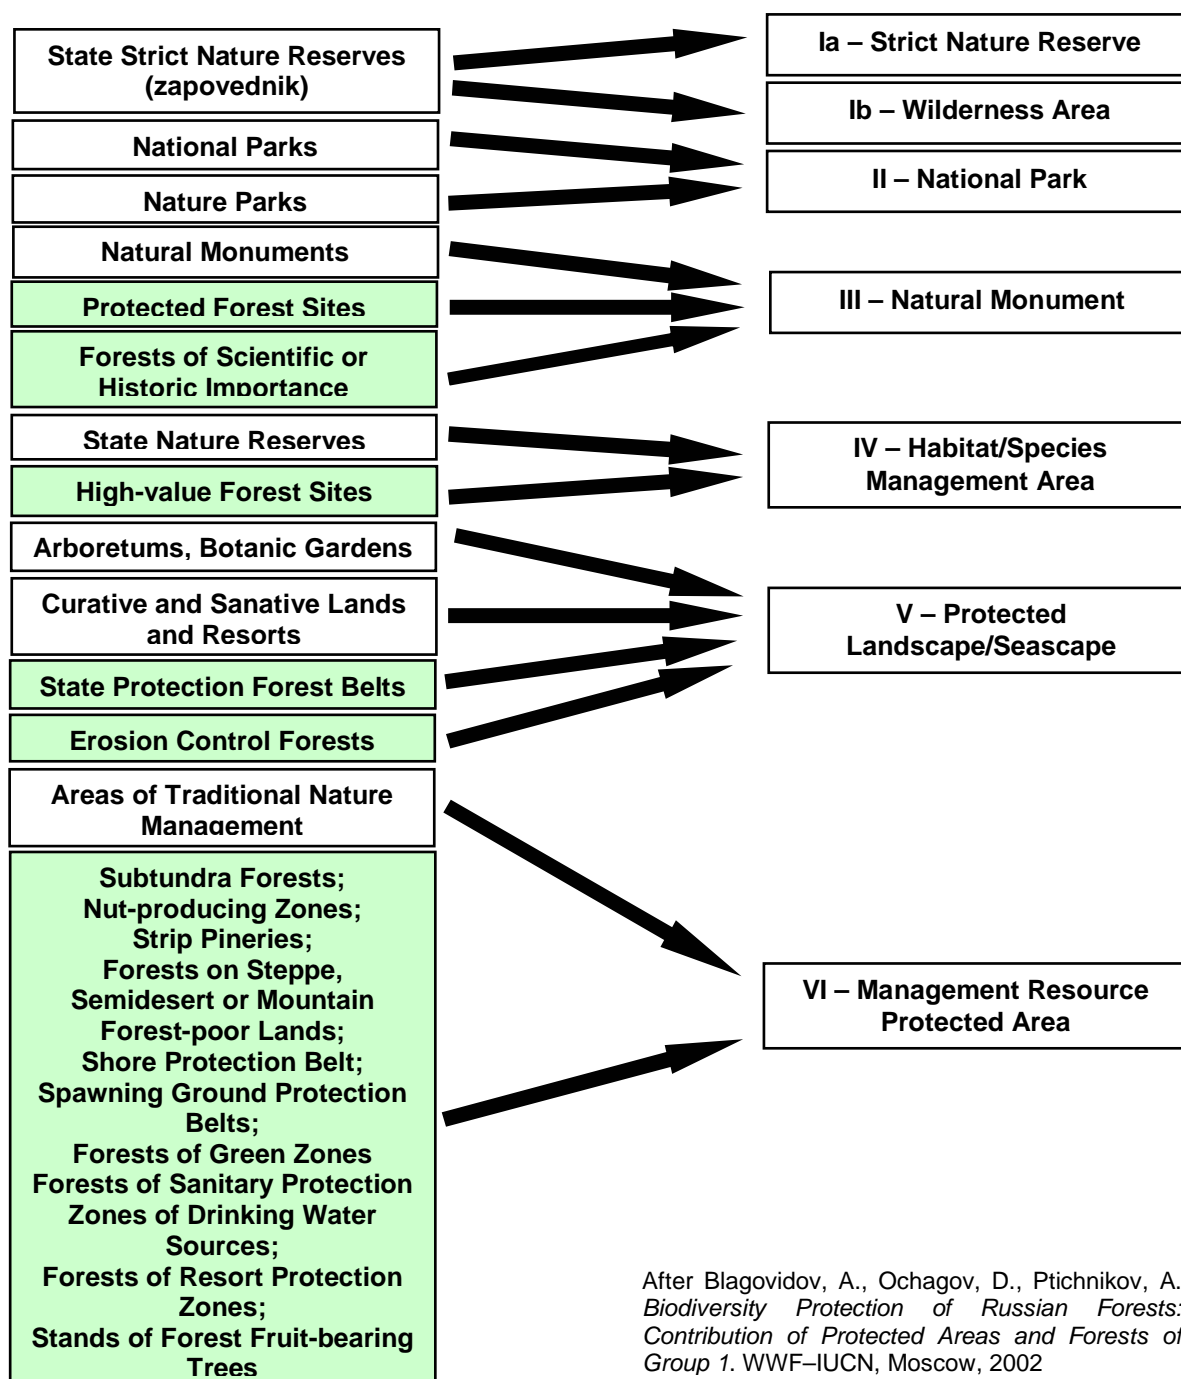 State Strict Nature Reserves
(zapovednik)
National Parks
Nature Parks
Natural Monuments
Protected Forest Sites
Forests of Scientific or
Historic Importance
State Nature Reserves
High-value Forest Sites
Arboretums, Botanic Gardens
Curative and Sanative Lands
and Resorts
State Protection Forest Belts
Erosion Control Forests
Areas of Traditional Nature
Management
Subtundra Forests;
Nut-producing Zones;
Strip Pineries;
Forests on Steppe,
Semidesert or Mountain
Forest-poor Lands;
Shore Protection Belt;
Spawning Ground Protection
Belts;
Forests of Green Zones
Forests of Sanitary Protection
Zones of Drinking Water
Sources;
Forests of Resort Protection
Zones;
Stands of Forest Fruit-bearing
Trees
Ia – Strict Nature Reserve
Ib – Wilderness Area
II – National Park
III – Natural Monument
IV – Habitat/Species
Management Area
V – Protected
Landscape/Seascape
VI – Management Resource
Protected Area
After Blagovidov, A., Ochagov, D., Ptichnikov, A.
Biodiversity Protection of Russian Forests:
Contribution of Protected Areas and Forests of
Group 1. WWF–IUCN, Moscow, 2002